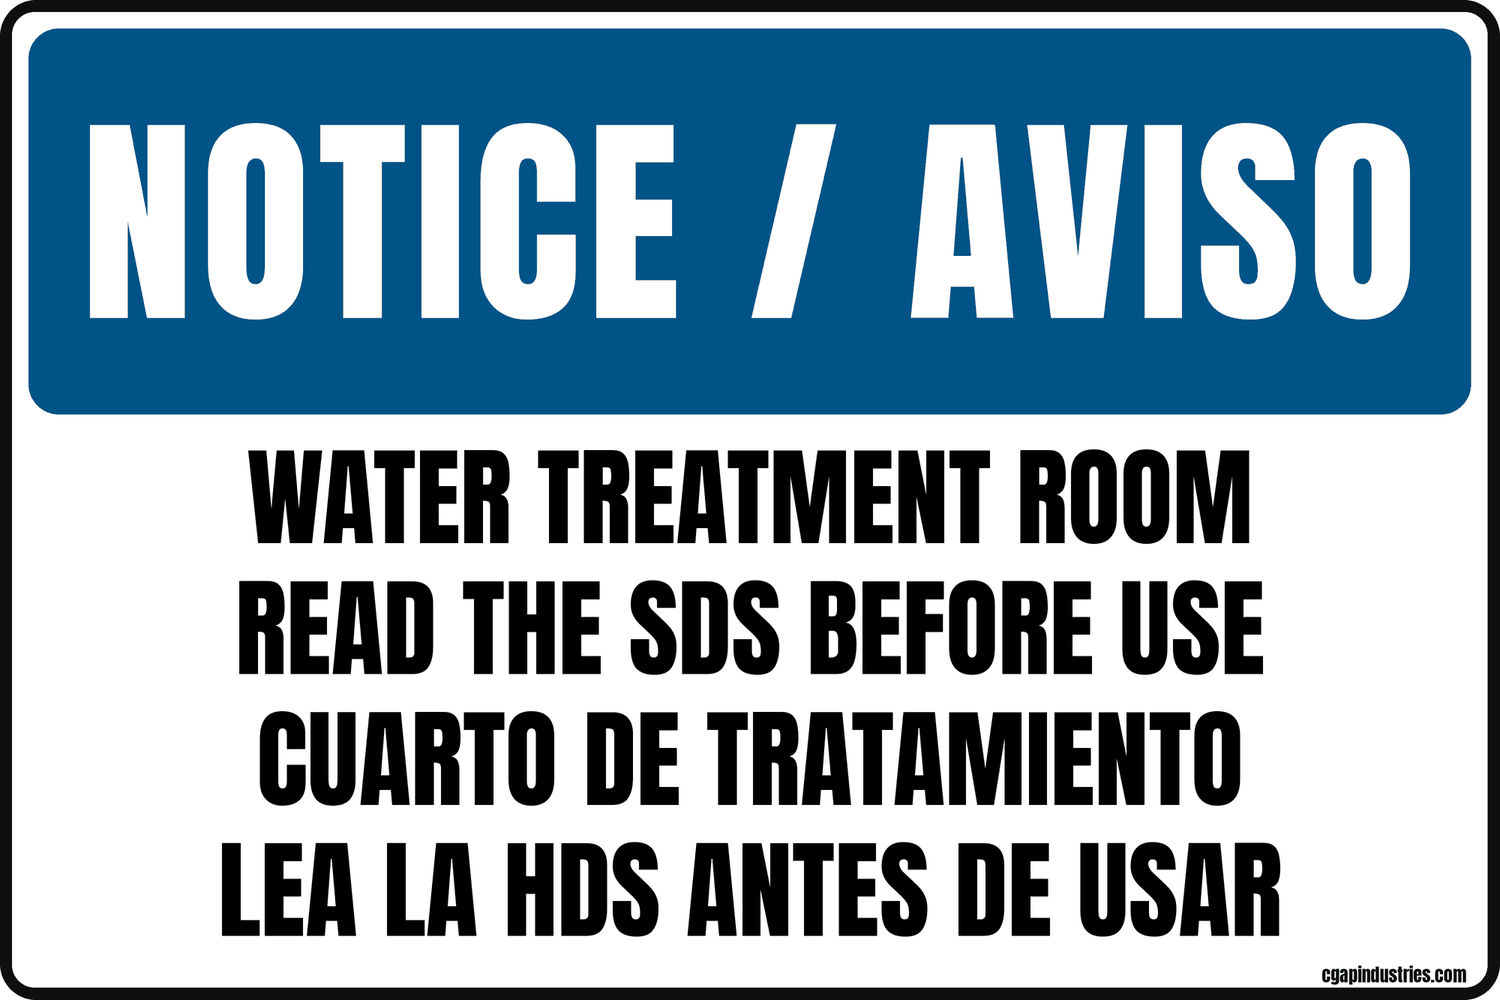 NOTICE / AVISO
WATER TREATMENT ROOM
READ THE SDS BEFORE USE
CUARTO DE TRATAMIENTO
LEA LA HDS ANTES DE USAR
cgapindustries.com